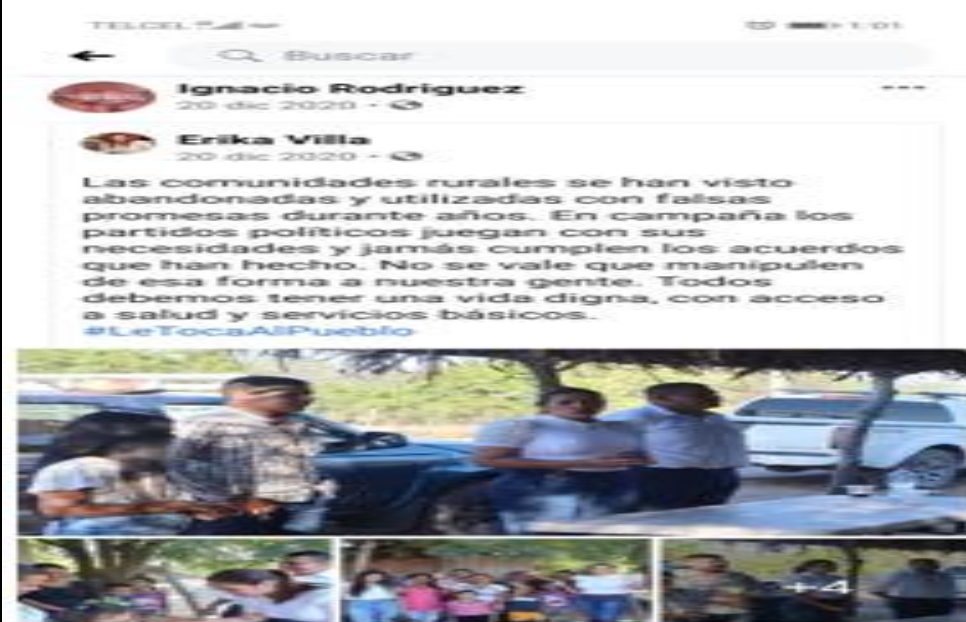 TELCEL 1:01
Buscar
Ignacio Rodriguez
20 dic 2020 •
Erika Villa
20 dic 2020 •
Las comunidades rurales se han visto
abandonadas y utilizadas con falsas
promesas durante años. En campaña los
partidos políticos juegan con sus
necesidades y jamás cumplen los acuerdos
que han hecho. No se vale que manipulen
de esa forma a nuestra gente. Todos
debemos tener una vida digna, con acceso
a salud y servicios básicos.
#LeTocaAlPueblo
+4